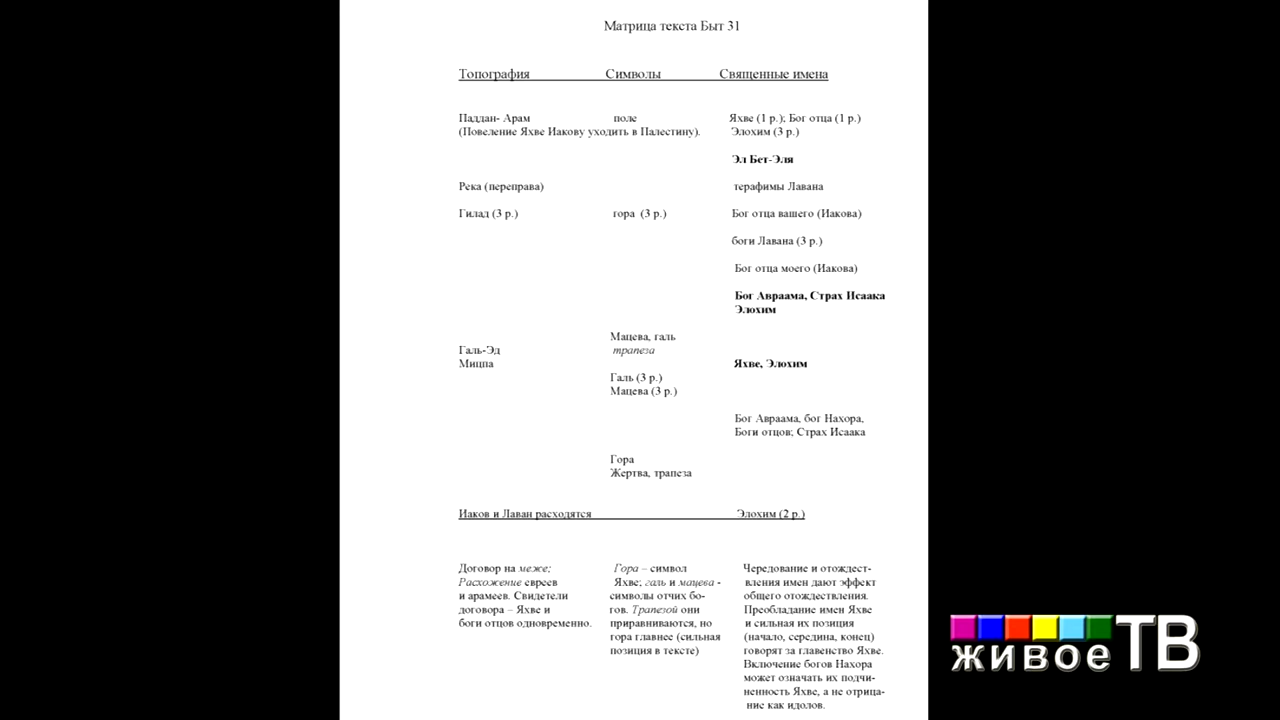 Матрица текста Быт 31
Топография Символы Священные имена
Паддан- Арам поле Яхве (1 р.); Бог отца (1 р.)
(Повеление Яхве Иакову уходить в Палестину). Элохим (3 р.)
Эл Бет-Эля
Река (переправа) терафимы Лавана
Гилад (3 р.) гора (3 р.) Бог отца вашего (Иакова)
боги Лавана (3 р.)
Бог отца моего (Иакова)
Бог Авраама, Страх Исаака
Элохим
Мацева, галь
Галь-Эд трапеза
Мицпа Яхве, Элохим
Галь (3 р.)
Мацева (3 р.)
Бог Авраама, бог Нахора,
Боги отцов; Страх Исаака
Гора
Жертва, трапеза
Иаков и Лаван расходятся Элохим (2 р.)
Договор на меже; Гора – символ Чередование и отождест-
Расхожение евреев Яхве; галь и мацева - вления имен дают эффект
и арамеев. Свидетели символы отчих бо- общего отождествления.
договора – Яхве и гов. Трапезой они Преобладание имен Яхве
боги отцов одновременно. приравниваются, но и сильная их позиция
гора главнее (сильная (начало, середина, конец)
позиция в тексте) говорят за главенство Яхве.
Включение богов Нахора
может означать их подчи-
ненность Яхве, а не отрица-
ние как идолов.
живоеТВ